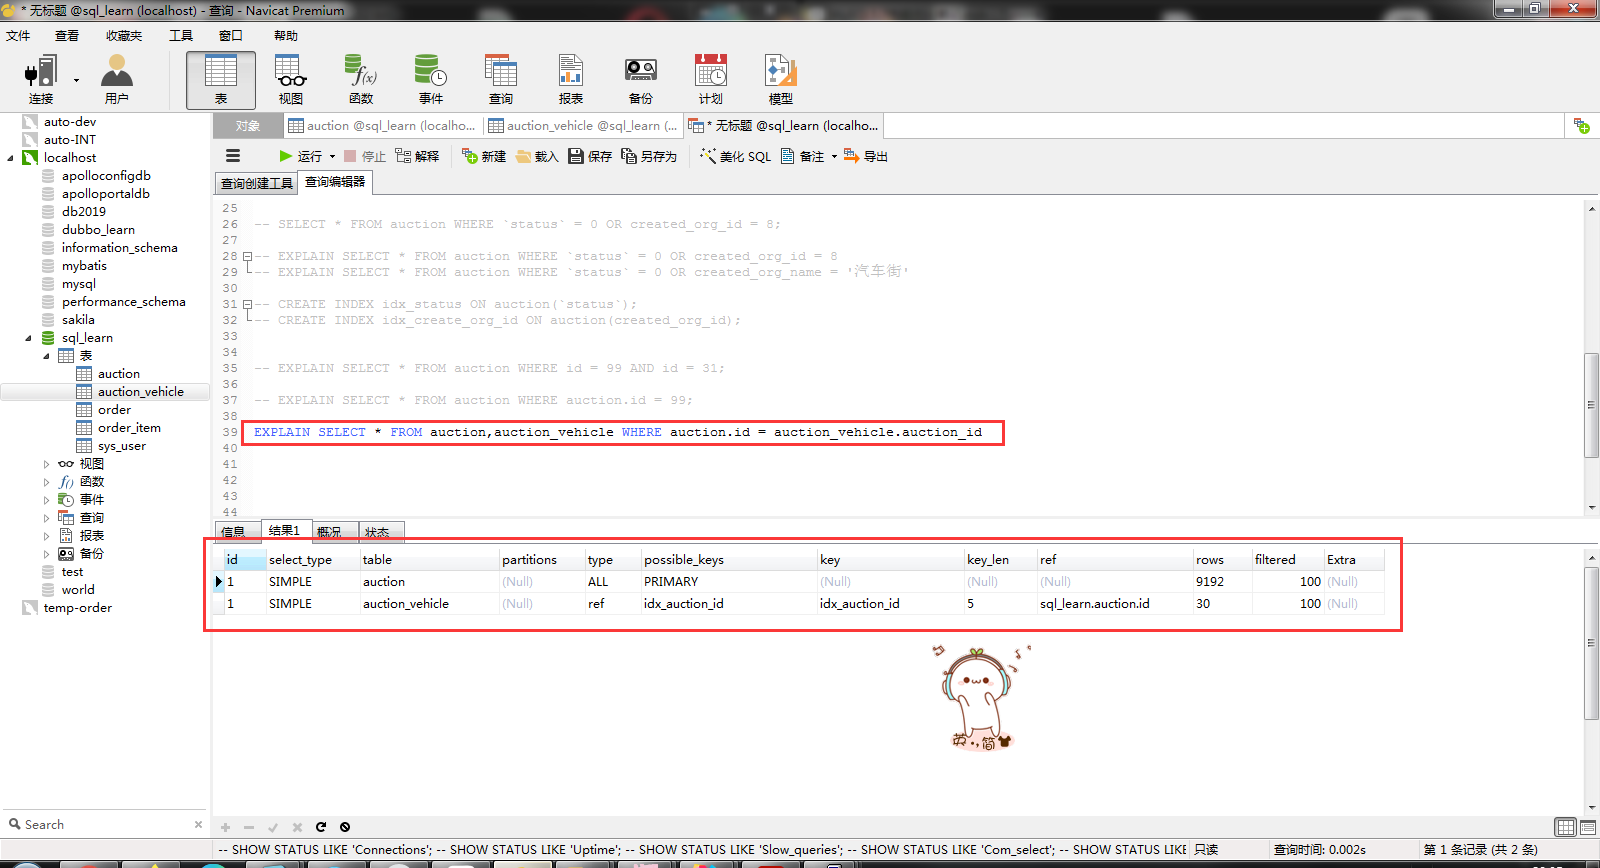 * 无标题 @sql_learn (localhost) - 查询 - Navicat Premium
文件 查看 收藏夹 工具 窗口 帮助
连接 用户 表 视图 函数 事件 查询 报表 备份 计划 模型
auto-dev
auto-INT
localhost
apolloconfigdb
apolloportaldb
db2019
dubbo_learn
information_schema
mybatis
mysql
performance_schema
sakila
sql_learn
表
auction
auction_vehicle
order
order_item
sys_user
视图
函数
事件
查询
报表
备份
test
world
temp-order
Search
对象 auction @sql_learn (localho... auction_vehicle @sql_learn (... * 无标题 @sql_learn (localho...
运行 停止 解释 新建 载入 保存 另存为 美化 SQL 备注 导出
查询创建工具 查询编辑器
25
26 -- SELECT * FROM auction WHERE `status` = 0 OR created_org_id = 8;
27
28 -- EXPLAIN SELECT * FROM auction WHERE `status` = 0 OR created_org_id = 8
29 -- EXPLAIN SELECT * FROM auction WHERE `status` = 0 OR created_org_name = '汽车街'
30
31 -- CREATE INDEX idx_status ON auction(`status`);
32 -- CREATE INDEX idx_create_org_id ON auction(created_org_id);
33
34
35 -- EXPLAIN SELECT * FROM auction WHERE id = 99 AND id = 31;
36
37 -- EXPLAIN SELECT * FROM auction WHERE auction.id = 99;
38
39 EXPLAIN SELECT * FROM auction,auction_vehicle WHERE auction.id = auction_vehicle.auction_id
40
41
42
43
44
信息 结果1 概况 状态
id select_type table partitions type possible_keys key key_len ref rows filtered Extra
1 SIMPLE auction (Null) ALL PRIMARY (Null) (Null) (Null) 9192 100 (Null)
1 SIMPLE auction_vehicle (Null) ref idx_auction_id idx_auction_id 5 sql_learn.auction.id 30 100 (Null)
-- SHOW STATUS LIKE 'Connections'; -- SHOW STATUS LIKE 'Uptime'; -- SHOW STATUS LIKE 'Slow_queries'; -- SHOW STATUS LIKE 'Com_select'; -- SHOW STATUS LIKE 只读 查询时间: 0.002s 第 1 条记录 (共 2 条)